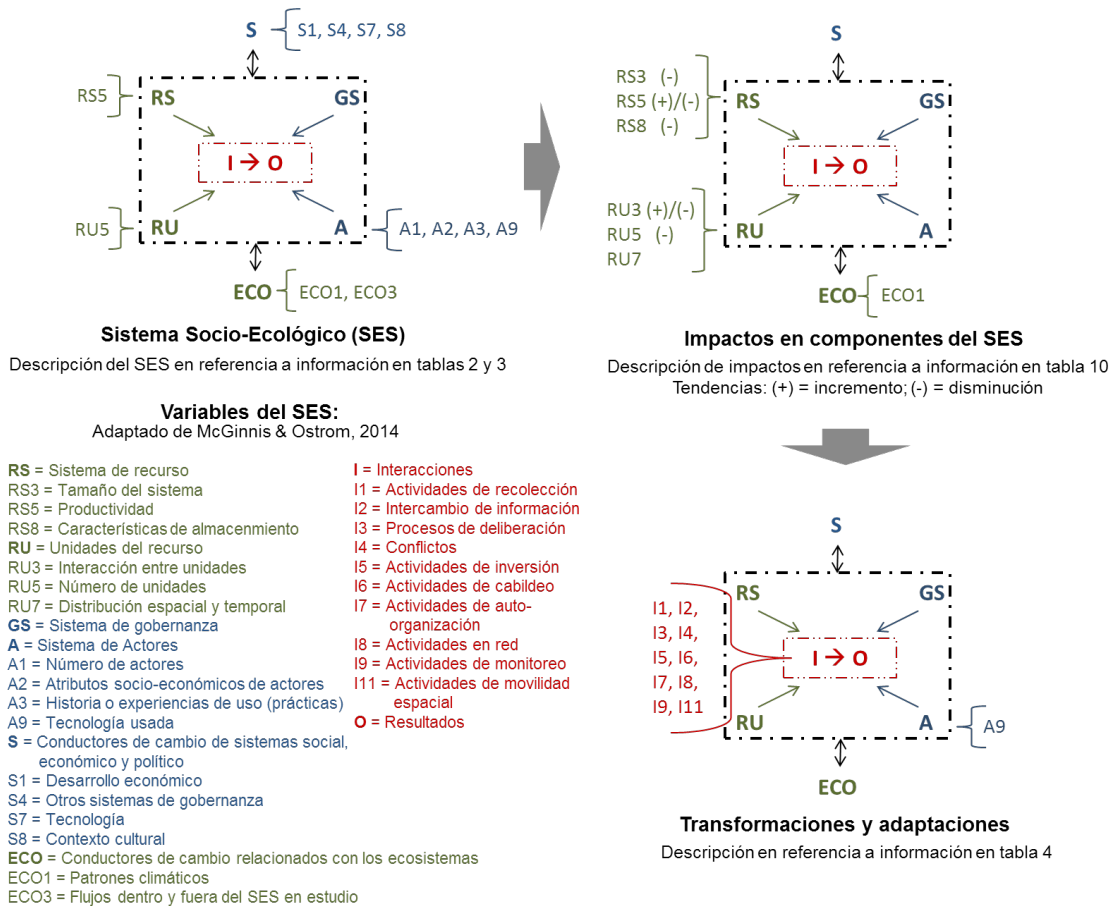 S
S1, S4, S7, S8
RS5
RS
GS
I → O
RU5
RU
A
A1, A2, A3, A9
ECO
ECO1, ECO3
Sistema Socio-Ecológico (SES)
Descripción del SES en referencia a información en tablas 2 y 3
S
RS3 (-)
RS5 (+)/(-)
RS8 (-)
RS
GS
I → O
RU3 (+)/(-)
RU5 (-)
RU7
RU
A
ECO
ECO1
Impactos en componentes del SES
Descripción de impactos en referencia a información en tabla 10
Tendencias: (+) = incremento; (-) = disminución
Variables del SES:
Adaptado de McGinnis & Ostrom, 2014
RS = Sistema de recurso
RS3 = Tamaño del sistema
RS5 = Productividad
RS8 = Características de almacenmiento
RU = Unidades del recurso
RU3 = Interacción entre unidades
RU5 = Número de unidades
RU7 = Distribución espacial y temporal
GS = Sistema de gobernanza
A = Sistema de Actores
A1 = Número de actores
A2 = Atributos socio-económicos de actores
A3 = Historia o experiencias de uso (prácticas)
A9 = Tecnología usada
S = Conductores de cambio de sistemas social,
económico y político
S1 = Desarrollo económico
S4 = Otros sistemas de gobernanza
S7 = Tecnología
S8 = Contexto cultural
ECO = Conductores de cambio relacionados con los ecosistemas
ECO1 = Patrones climáticos
ECO3 = Flujos dentro y fuera del SES en estudio
I = Interacciones
I1 = Actividades de recolección
I2 = Intercambio de información
I3 = Procesos de deliberación
I4 = Conflictos
I5 = Actividades de inversión
I6 = Actividades de cabildeo
I7 = Actividades de auto-
organización
I8 = Actividades en red
I9 = Actividades de monitoreo
I11 = Actividades de movilidad
espacial
O = Resultados
S
RS
GS
I1, I2,
I3, I4,
I5, I6,
I7, I8,
I9, I11
I → O
RU
A
A9
ECO
Transformaciones y adaptaciones
Descripción en referencia a información en tabla 4